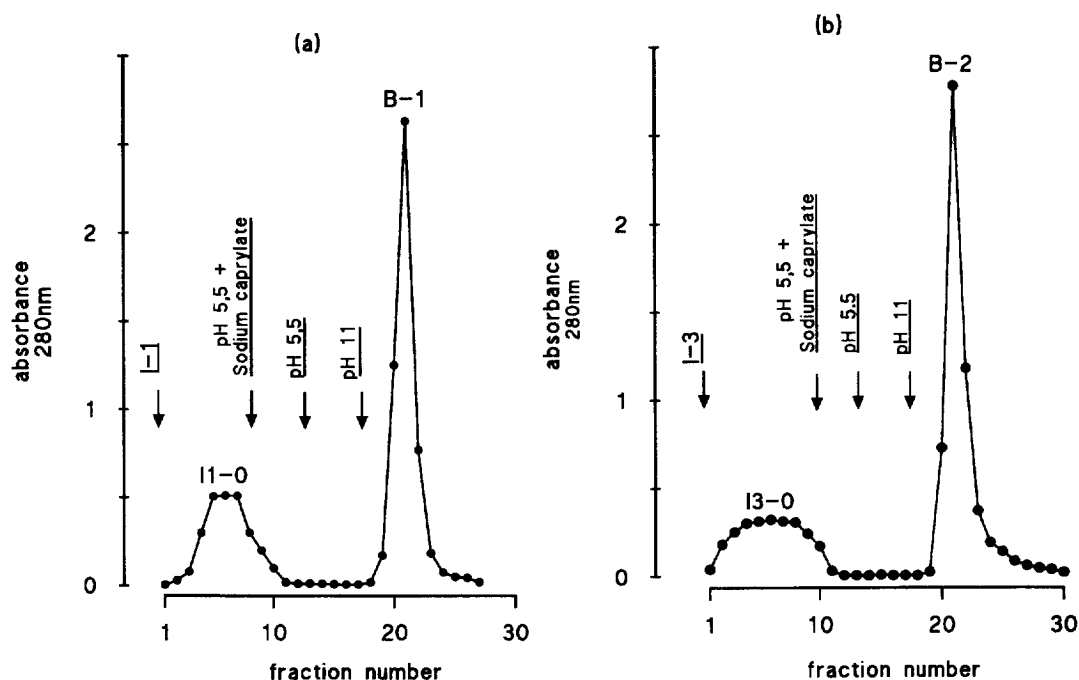 (a)
B-1
2
1
0
absorbance
280nm
I-1
pH 5,5 +
Sodium caprylate
pH 5,5
pH 11
I1-0
1
10
20
30
fraction number
(b)
B-2
2
1
0
absorbance
280nm
I-3
pH 5,5 +
Sodium caprylate
pH 5.5
pH 11
I3-0
1
10
20
30
fraction number